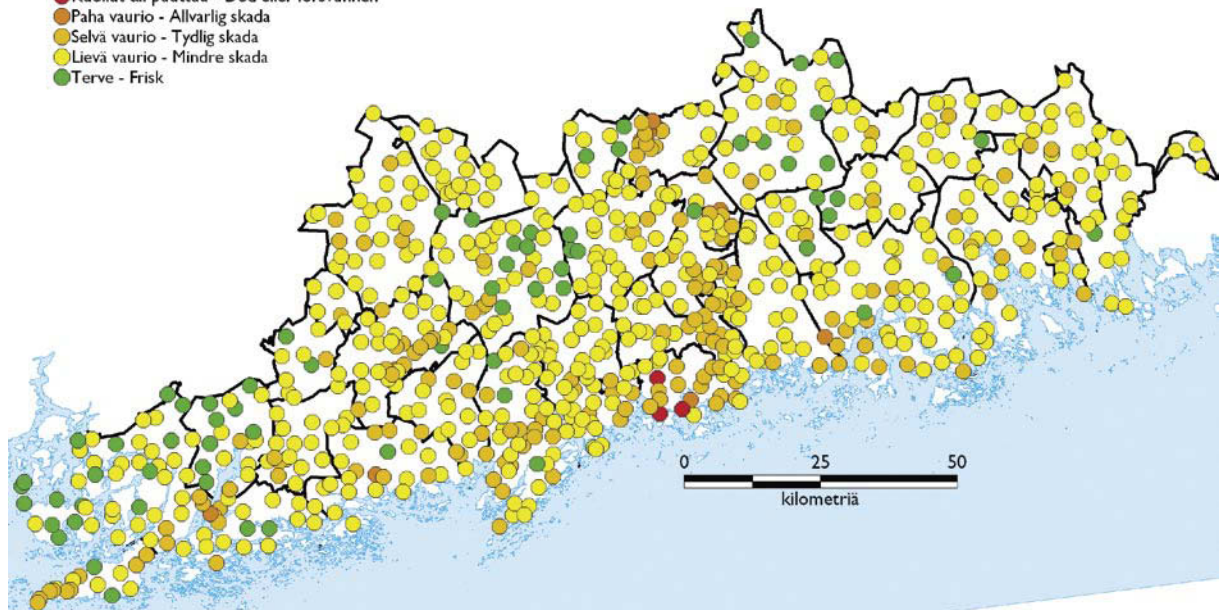 Paha vaurio - Allvarlig skada
Selvä vaurio - Tydlig skada
Lievä vaurio - Mindre skada
Terve - Frisk
0 25 50
kilometriä